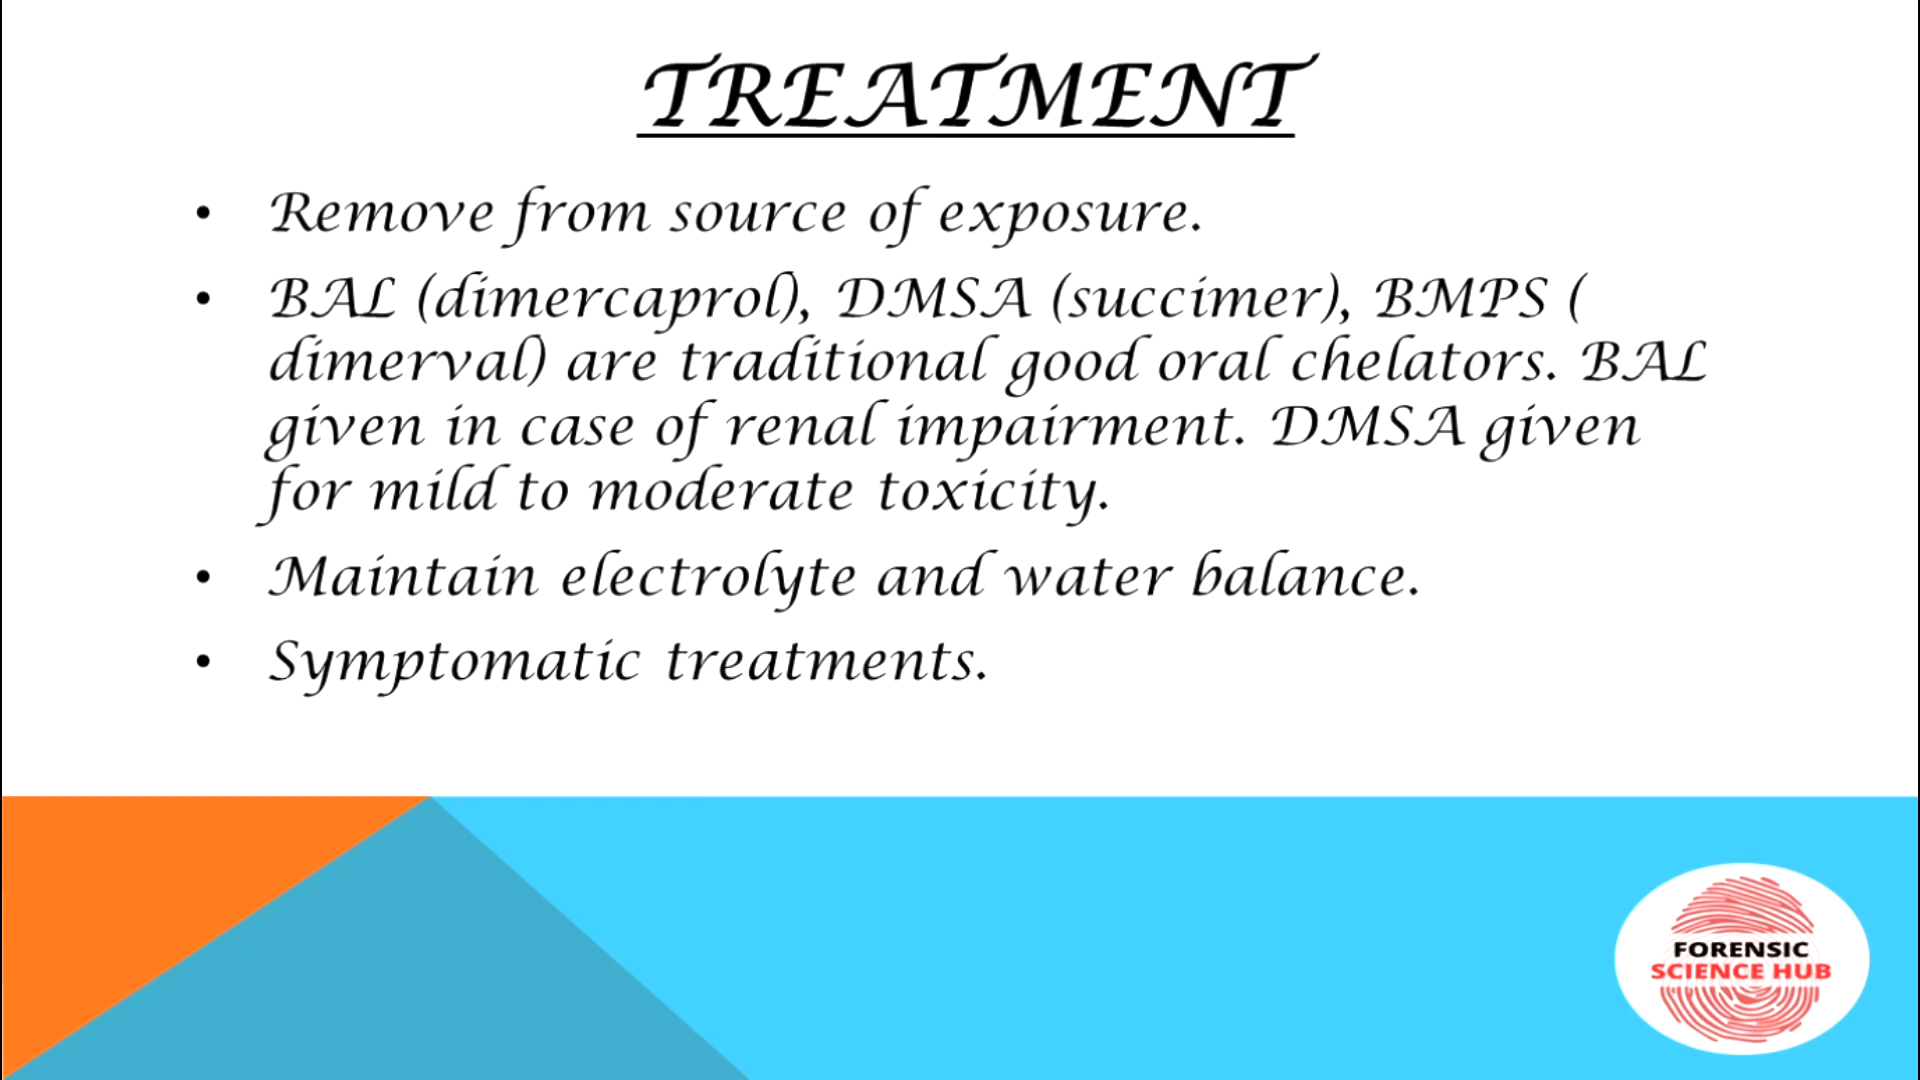 TREATMENT
• Remove from source of exposure.
• BAL (dimercaprol), DMSA (succimer), BMPS (
dimerval) are traditional good oral chelators. BAL
given in case of renal impairment. DMSA given
for mild to moderate toxicity.
• Maintain electrolyte and water balance.
• Symptomatic treatments.
FORENSIC
SCIENCE HUB